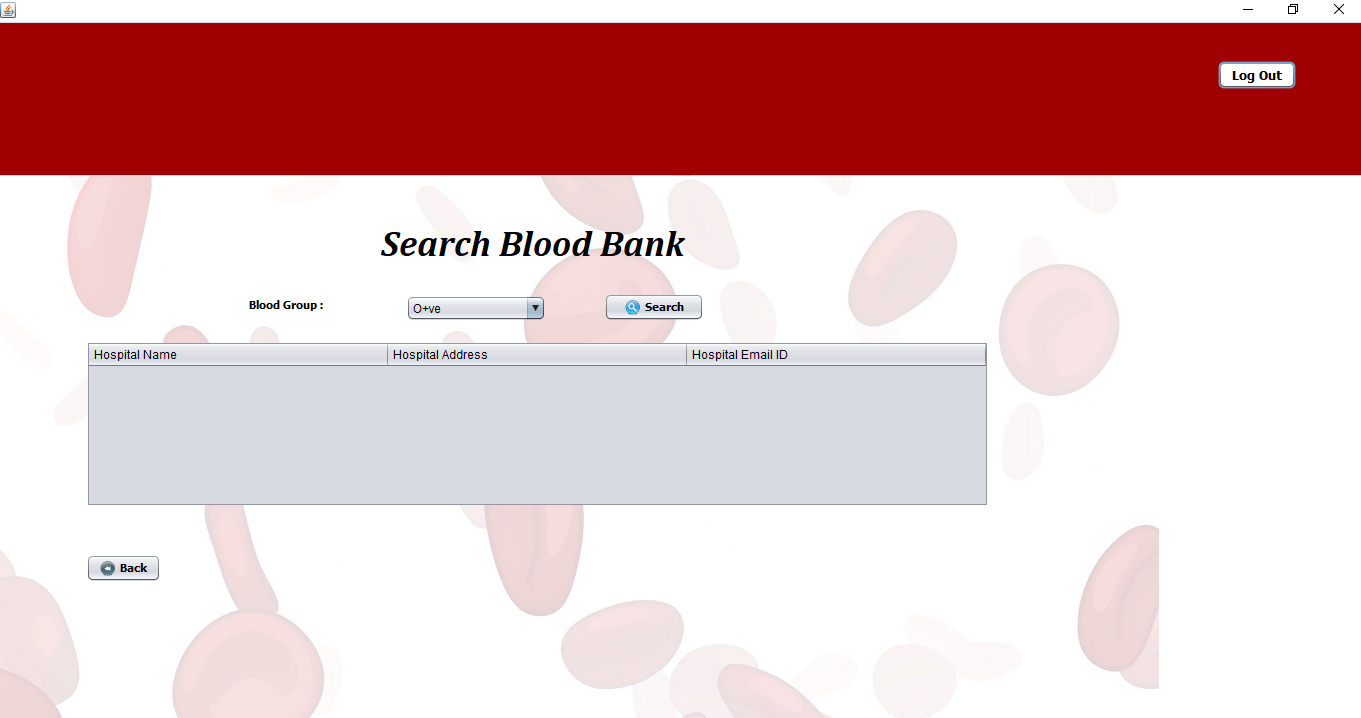 Log Out
Search Blood Bank
Blood Group :
O+ve
Search
Hospital Name
Hospital Address
Hospital Email ID
Back